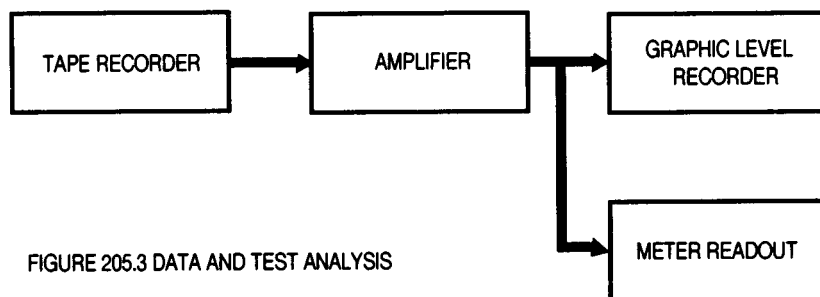 TAPE RECORDER
AMPLIFIER
GRAPHIC LEVEL
RECORDER
METER READOUT
FIGURE 205.3 DATA AND TEST ANALYSIS